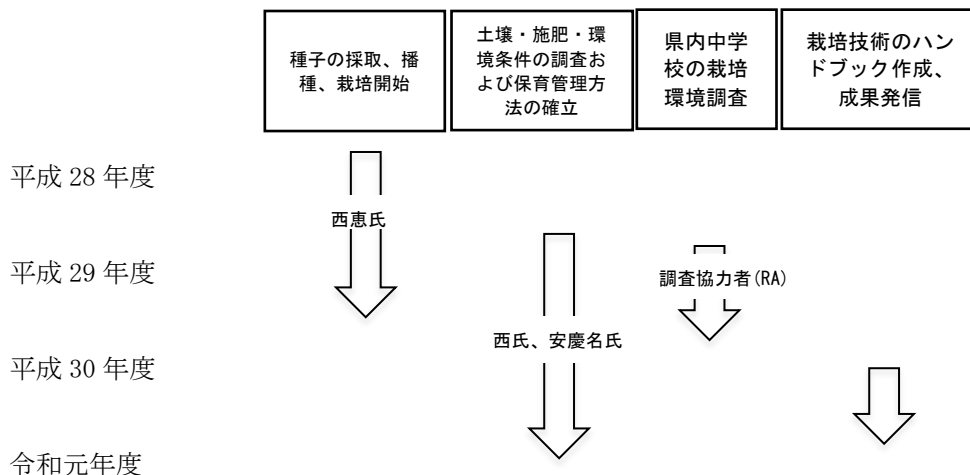 種子の採取、播
種、栽培開始
土壌・施肥・環
境条件の調査お
よび保育管理方
法の確立
県内中学
校の栽培
環境調査
栽培技術のハン
ドブック作成、
成果発信
平成 28 年度
西恵氏
平成 29 年度
調査協力者(RA)
西氏、安慶名氏
平成 30 年度
令和元年度